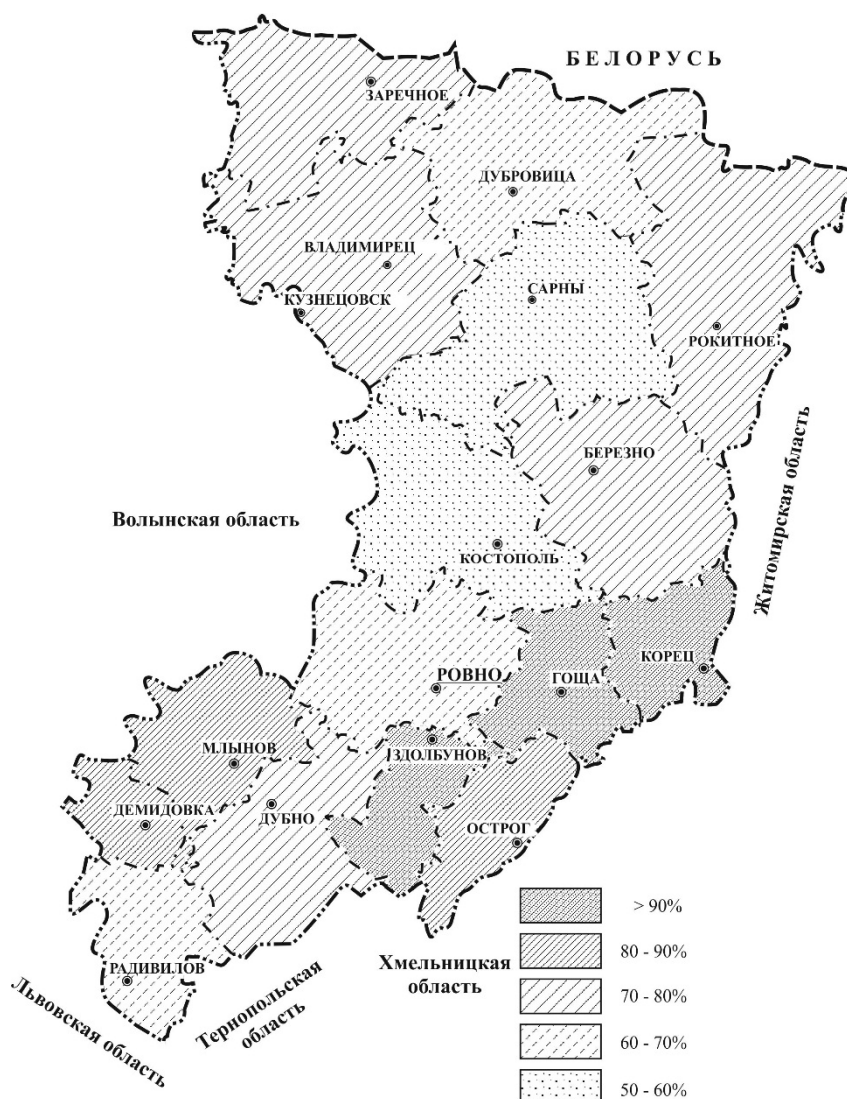 БЕЛОРУСЬ
ЗАРЕЧНОЕ
ДУБРОВИЦА
ВЛАДИМИРЕЦ
КУЗНЕЦОВСК
САРНЫ
РОКИТНОЕ
БЕРЕЗНО
Волынская область
Житомирская область
КОСТОПОЛЬ
КОРЕЦ
РОВНО
ГОЩА
МЛЫНОВ
ЗДОЛБУНОВ
ДЕМИДОВКА
ДУБНО
ОСТРОГ
РАДИВИЛОВ
Львовская область
Тернопольская
область
Хмельницкая
область
> 90%
80 - 90%
70 - 80%
60 - 70%
50 - 60%